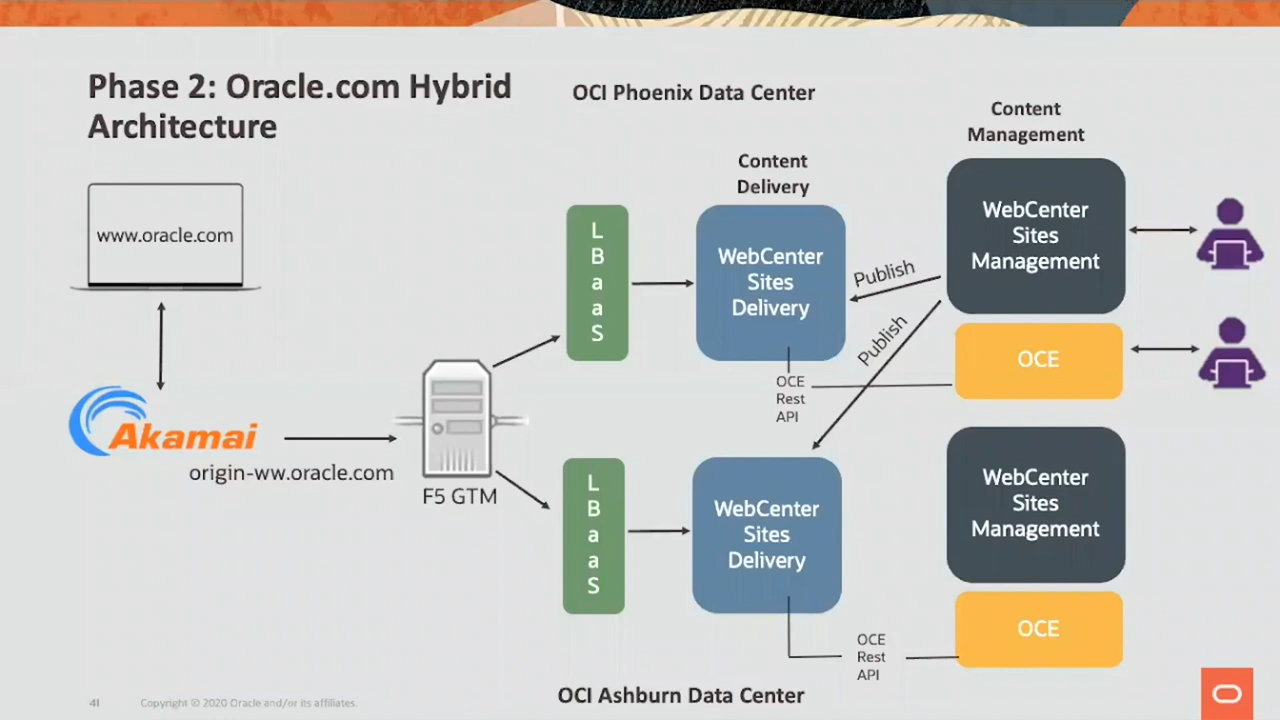 Phase 2: Oracle.com Hybrid
Architecture
OCI Phoenix Data Center
Content
Management
Content
Delivery
www.oracle.com
Akamai
origin-ww.oracle.com
F5 GTM
L
B
a
a
S
WebCenter
Sites
Delivery
Publish
Publish
WebCenter
Sites
Management
OCE
OCE
Rest
API
L
B
a
a
S
WebCenter
Sites
Delivery
WebCenter
Sites
Management
OCE
OCE
Rest
API
OCI Ashburn Data Center
41
Copyright © 2020 Oracle and/or its affiliates.